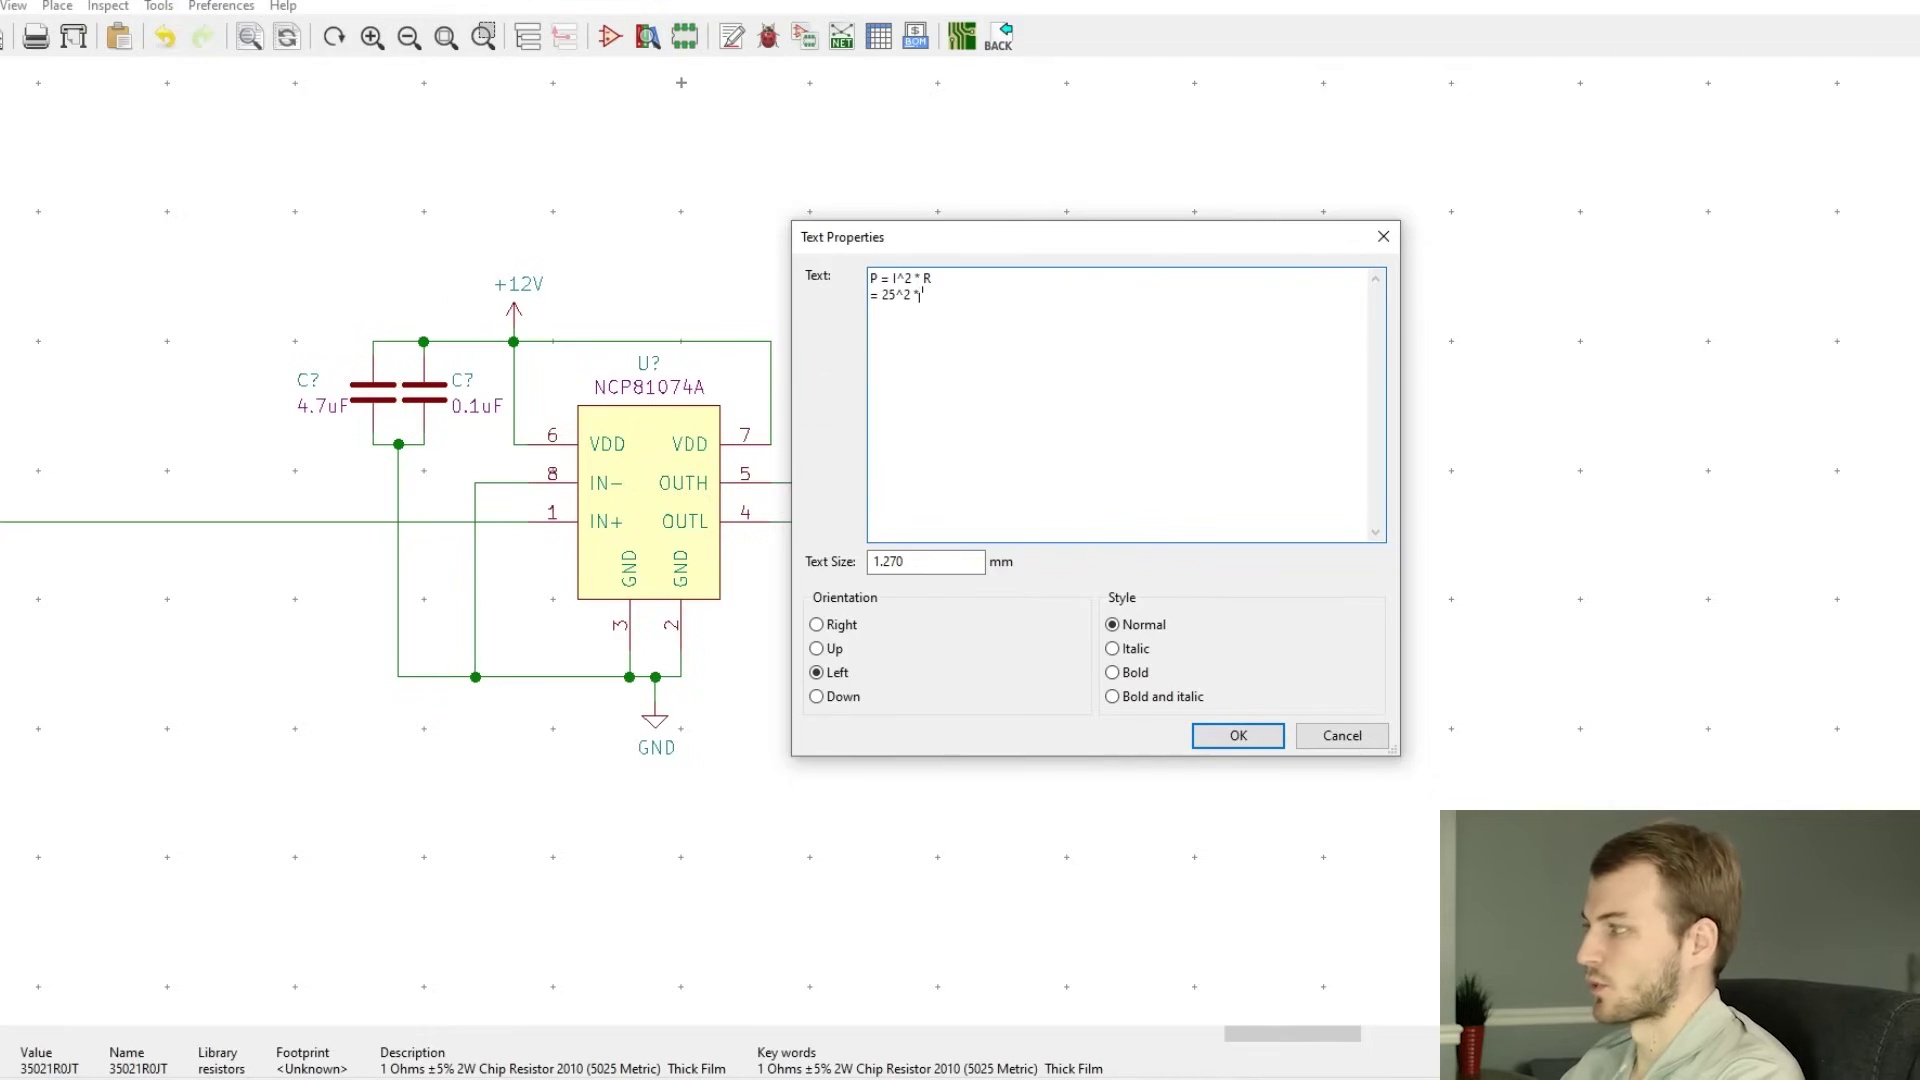 View Place Inspect Tools Preferences Help
NET
BOM
BACK
+12V
C?
4.7uF
C?
0.1uF
U?
NCP81074A
6 VDD VDD 7
8 IN- OUTH 5
1 IN+ OUTL 4
GND GND
3 2
GND
Text Properties
Text:
P = I^2 * R
= 25^2 *
Text Size: 1.270 mm
Orientation
Right
Up
Left
Down
Style
Normal
Italic
Bold
Bold and italic
OK Cancel
Value Name Library Footprint Description Key words
35021R0JT 35021R0JT resistors <Unknown> 1 Ohms ±5% 2W Chip Resistor 2010 (5025 Metric) Thick Film 1 Ohms ±5% 2W Chip Resistor 2010 (5025 Metric) Thick Film